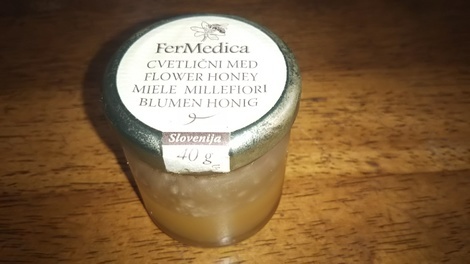 FerMedica
CVETLIČNI MED
FLOWER HONEY
MIELE MILLEFIORI
BLUMEN HONIG
Slovenija
40 g